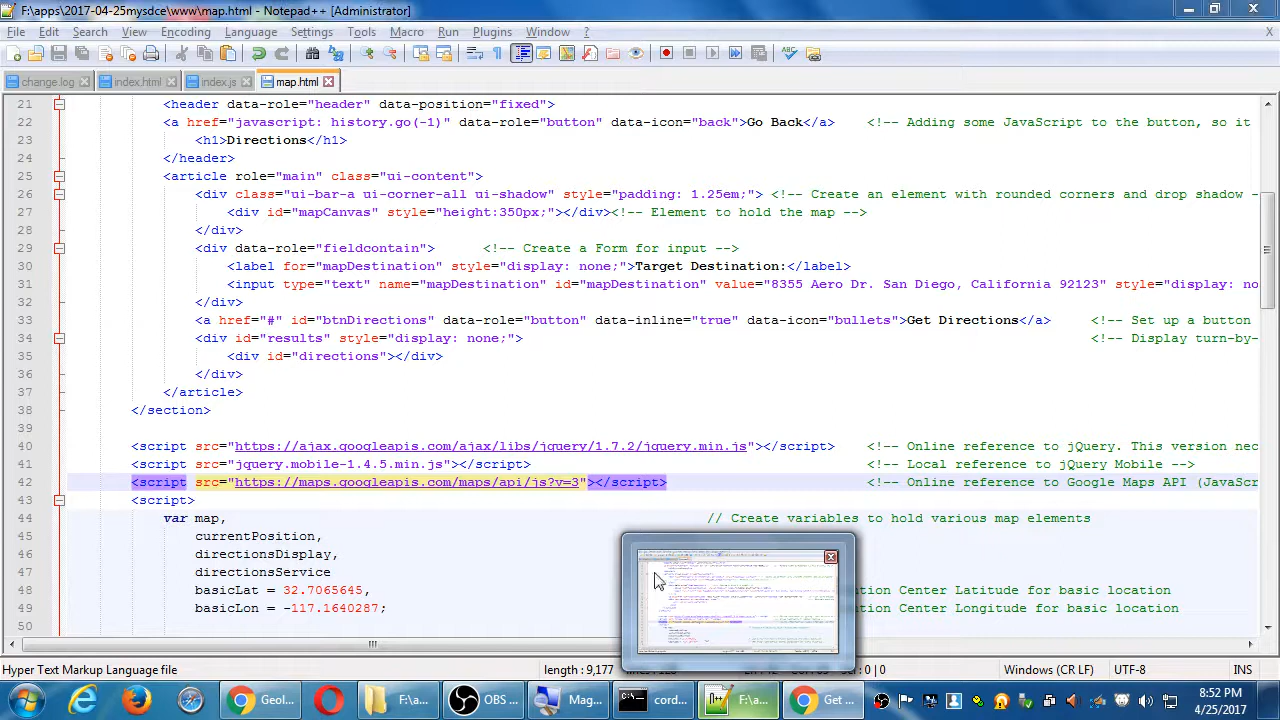 F:\apps\2017-04-25mysdce\www\map.html - Notepad++ [Administrator]
File Edit Search View Encoding Language Settings Tools Macro Run Plugins Window ? X
change.log index.html index.js map.html
21 <header data-role="header" data-position="fixed">
22 <a href="javascript: history.go(-1)" data-role="button" data-icon="back">Go Back</a> <!-- Adding some JavaScript to the button, so it
23 <h1>Directions</h1>
24 </header>
25 <article role="main" class="ui-content">
26 <div class="ui-bar-a ui-corner-all ui-shadow" style="padding: 1.25em;"> <!-- Create an element with rounded corners and drop shadow -
27 <div id="mapCanvas" style="height:350px;"></div><!-- Element to hold the map -->
28 </div>
29 <div data-role="fieldcontain"> <!-- Create a Form for input -->
30 <label for="mapDestination" style="display: none;">Target Destination:</label>
31 <input type="text" name="mapDestination" id="mapDestination" value="8355 Aero Dr. San Diego, California 92123" style="display: no
32 </div>
33 <a href="#" id="btnDirections" data-role="button" data-inline="true" data-icon="bullets">Get Directions</a> <!-- Set up a button
34 <div id="results" style="display: none;"> <!-- Display turn-by-
35 <div id="directions"></div>
36 </div>
37 </article>
38 </section>
39
40 <script src="https://ajax.googleapis.com/ajax/libs/jquery/1.7.2/jquery.min.js"></script> <!-- Online reference to jQuery. This version nec
41 <script src="jquery.mobile-1.4.5.min.js"></script> <!-- Local reference to jQuery Mobile -->
42 <script src="https://maps.googleapis.com/maps/api/js?v=3"></script> <!-- Online reference to Google Maps API (JavaSc
43 <script>
44 var map, // Create variables to hold various map elements
45 currentPosition,
46 directionsDisplay,
47 directionsService
48 basicLat = 32.7735645, ation Center Latitude for basic location
49 basicLon = -117.1640287; ation Center Longitude for basic locatio
Hyper Text Markup Language file length : 9,177 0 | 0 Windows (CR LF) UTF-8 INS
Geol... F:\a... OBS ... Mag... cord... F:\a... Get ... 8:52 PM
4/25/2017